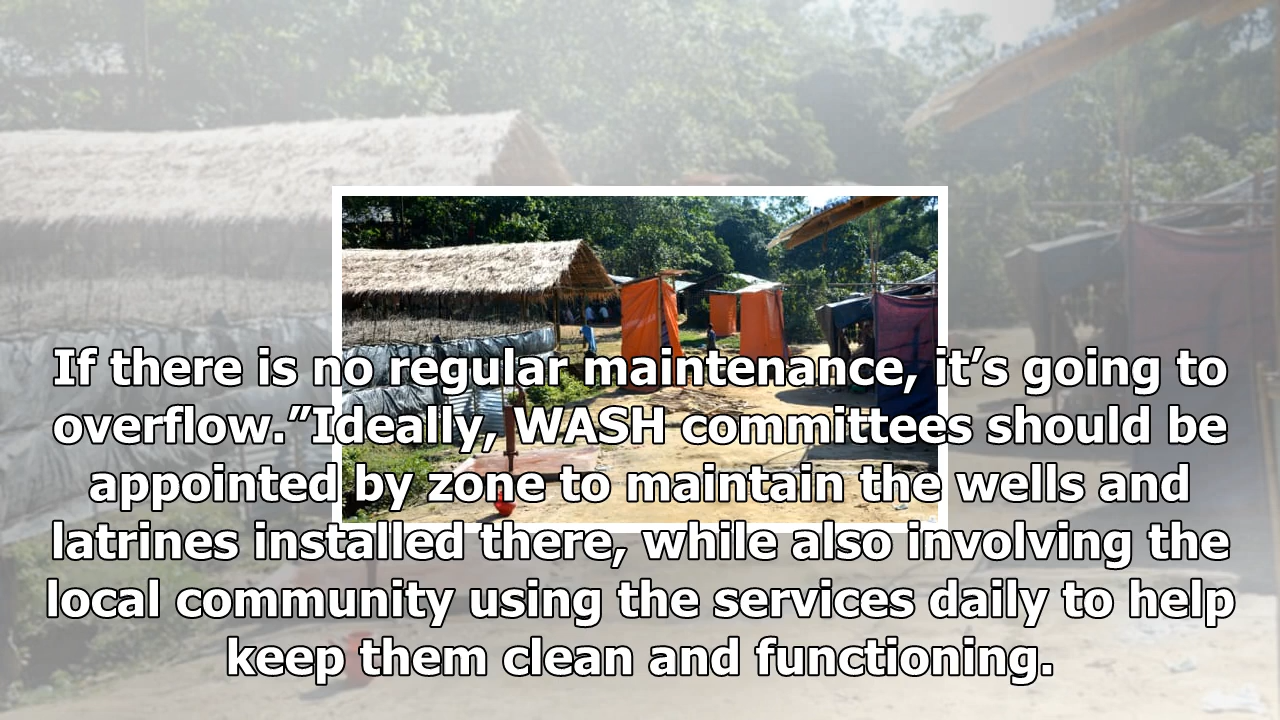 If there is no regular maintenance, it’s going to
overflow.”Ideally, WASH committees should be
appointed by zone to maintain the wells and
latrines installed there, while also involving the
local community using the services daily to help
keep them clean and functioning.